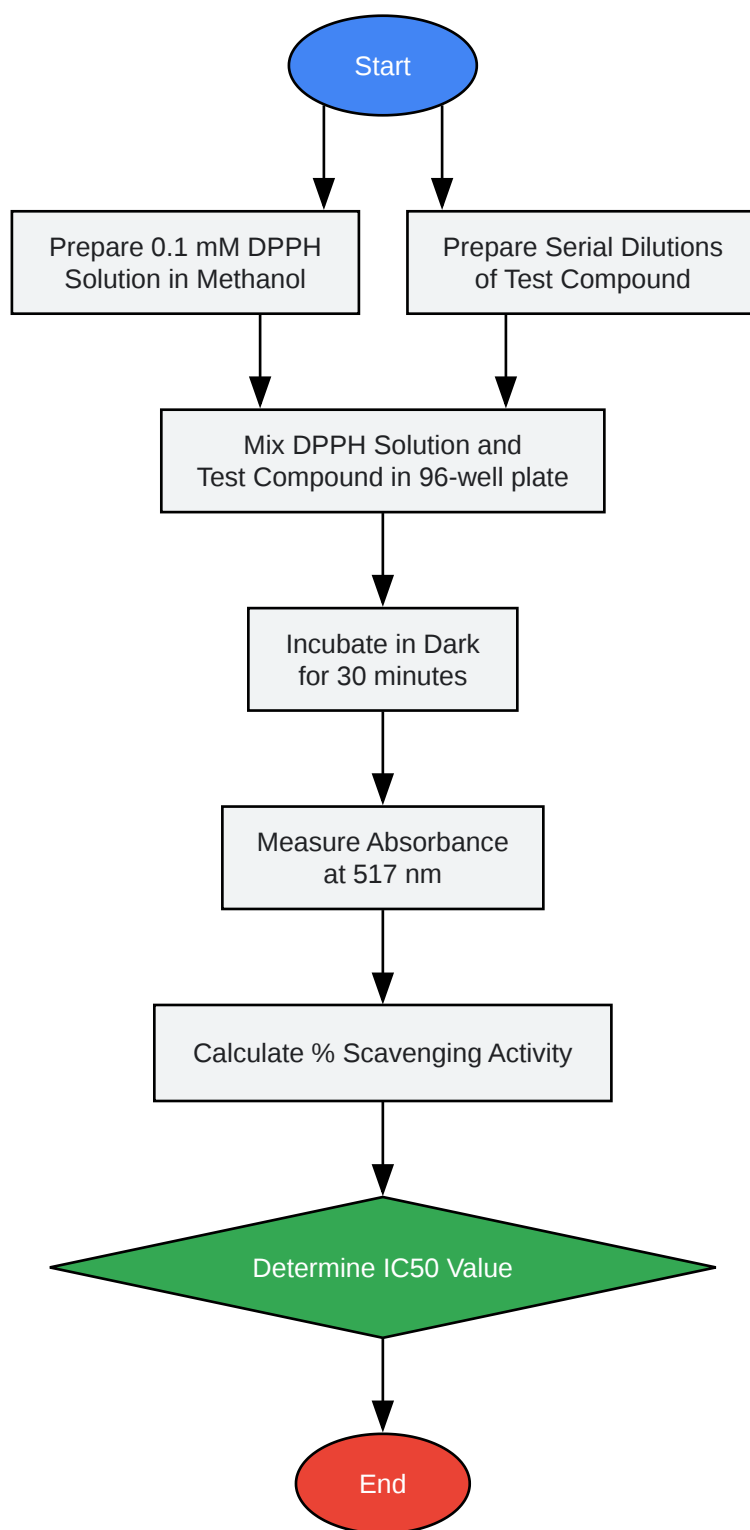 Start
Prepare 0.1 mM DPPH
Solution in Methanol
Prepare Serial Dilutions
of Test Compound
Mix DPPH Solution and
Test Compound in 96-well plate
Incubate in Dark
for 30 minutes
Measure Absorbance
at 517 nm
Calculate % Scavenging Activity
Determine IC50 Value
End